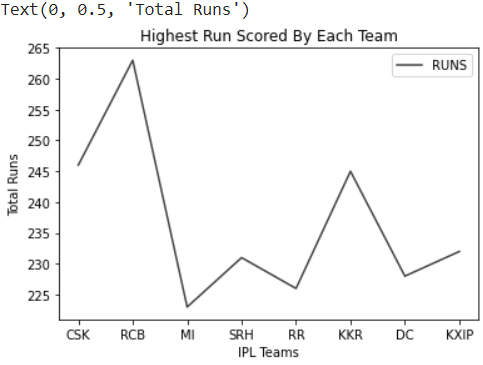 Text(0, 0.5, 'Total Runs')
Highest Run Scored By Each Team
RUNS
265
260
255
250
245
240
235
230
225
Total Runs
CSK RCB MI SRH RR KKR DC KXIP
IPL Teams